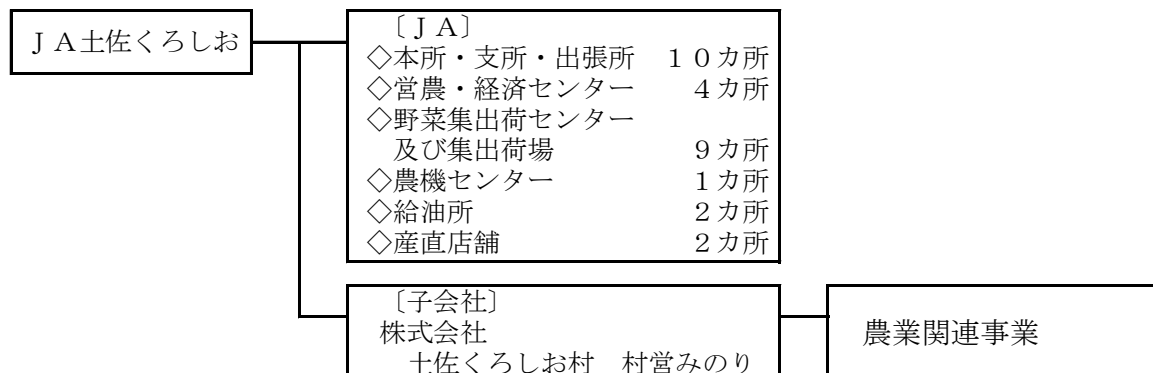 ＪＡ土佐くろしお
〔ＪＡ〕
◇本所・支所・出張所　１０カ所
◇営農・経済センター　４カ所
◇野菜集出荷センター
及び集出荷場　９カ所
◇農機センター　１カ所
◇給油所　２カ所
◇産直店舗　２カ所
〔子会社〕
株式会社
土佐くろしお村　村営みのり
農業関連事業